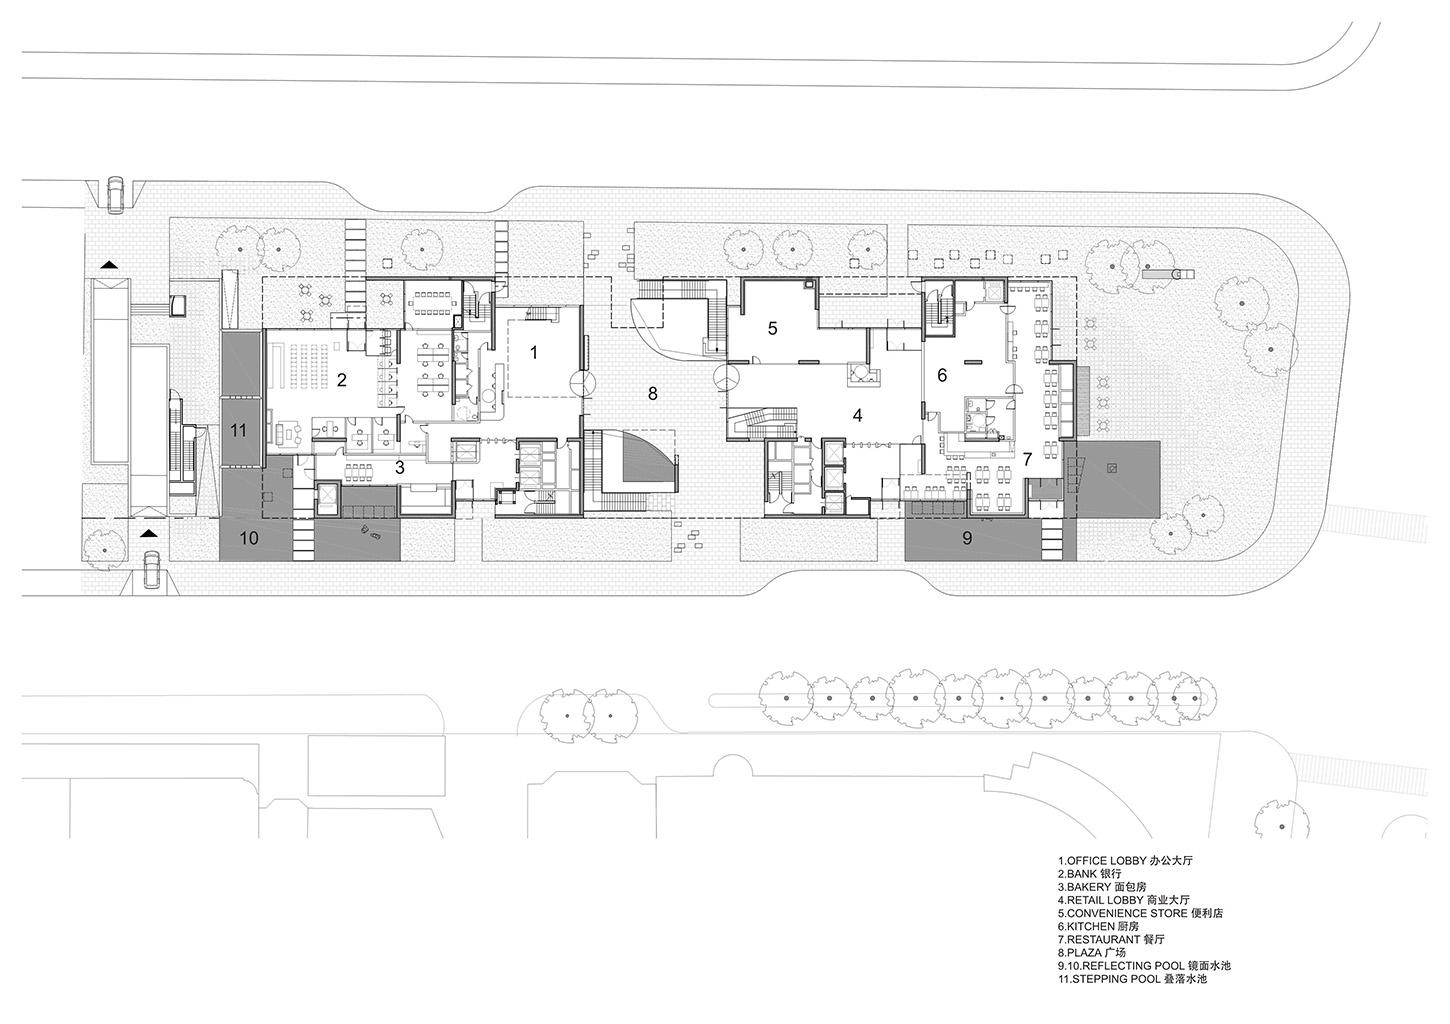 1
2
3
4
5
6
7
8
9
10
11
1.OFFICE LOBBY 办公大厅
2.BANK 银行
3.BAKERY 面包房
4.RETAIL LOBBY 商业大厅
5.CONVENIENCE STORE 便利店
6.KITCHEN 厨房
7.RESTAURANT 餐厅
8.PLAZA 广场
9.10.REFLECTING POOL 镜面水池
11.STEPPING POOL 叠落水池